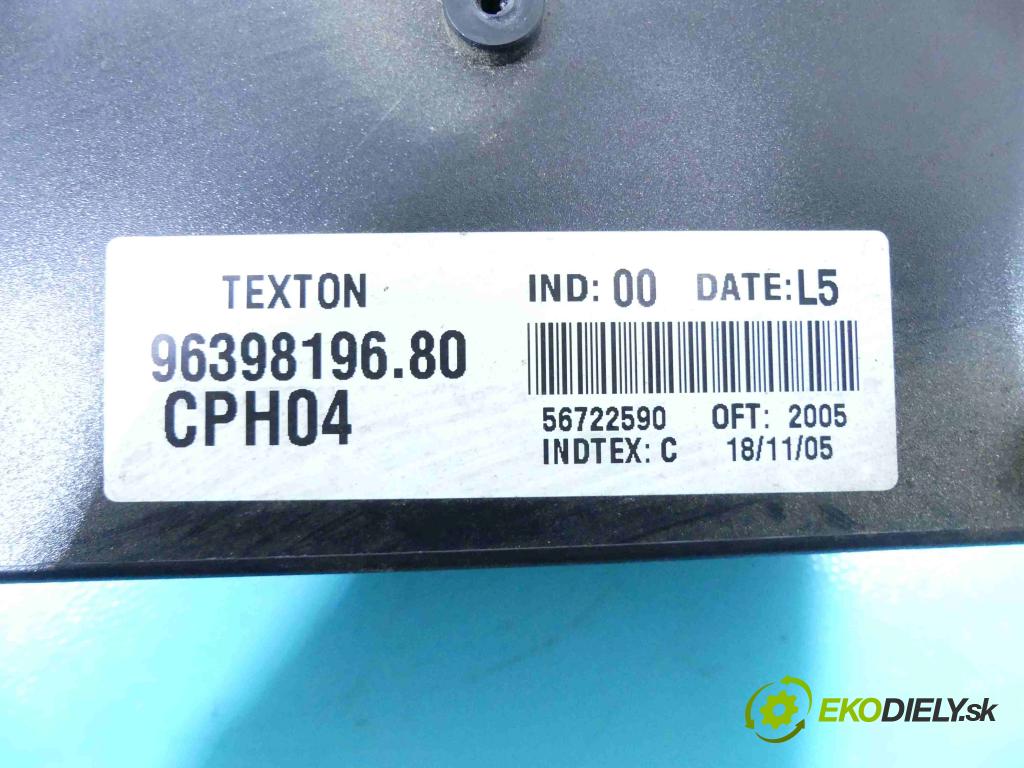 TEXTON
96398196.80
CPH04
IND: 00 DATE: L5
56722590 OFT: 2005
INDTEX: C 18/11/05
EKODIELY.sk